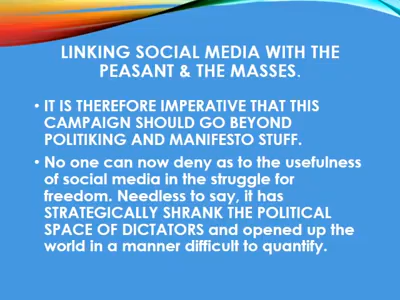 LINKING SOCIAL MEDIA WITH THE
PEASANT & THE MASSES.
• IT IS THEREFORE IMPERATIVE THAT THIS
CAMPAIGN SHOULD GO BEYOND
POLITIKING AND MANIFESTO STUFF.
• No one can now deny as to the usefulness
of social media in the struggle for
freedom. Needless to say, it has
STRATEGICALLY SHRANK THE POLITICAL
SPACE OF DICTATORS and opened up the
world in a manner difficult to quantify.